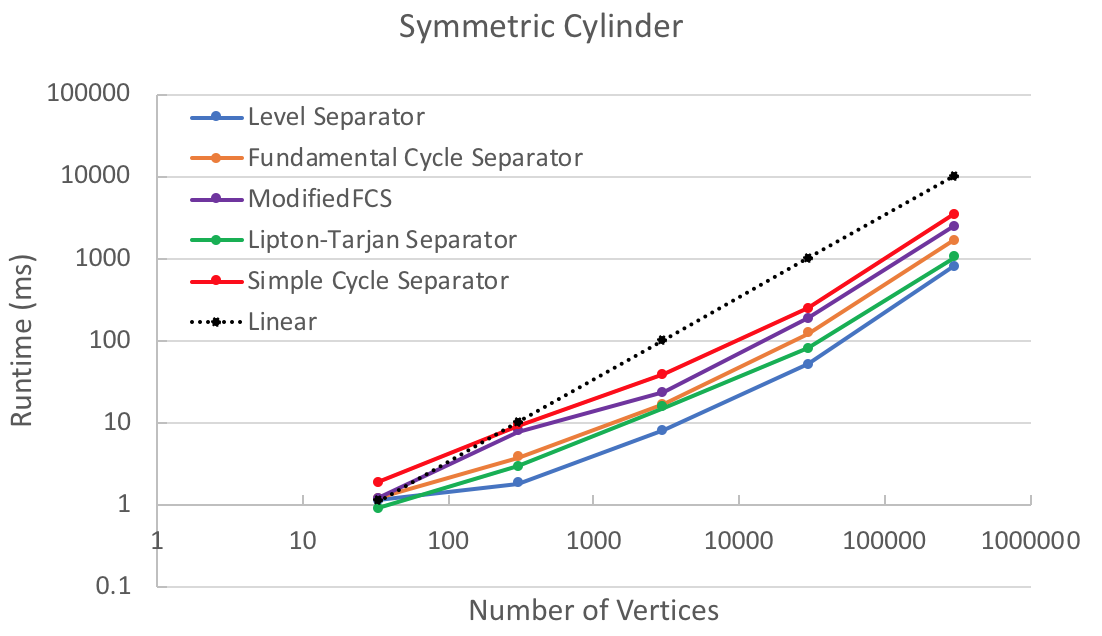 Symmetric Cylinder
100000
10000
1000
100
10
1
0.1
Runtime (ms)
Level Separator
Fundamental Cycle Separator
ModifiedFCS
Lipton-Tarjan Separator
Simple Cycle Separator
Linear
1 10 100 1000 10000 100000 1000000
Number of Vertices